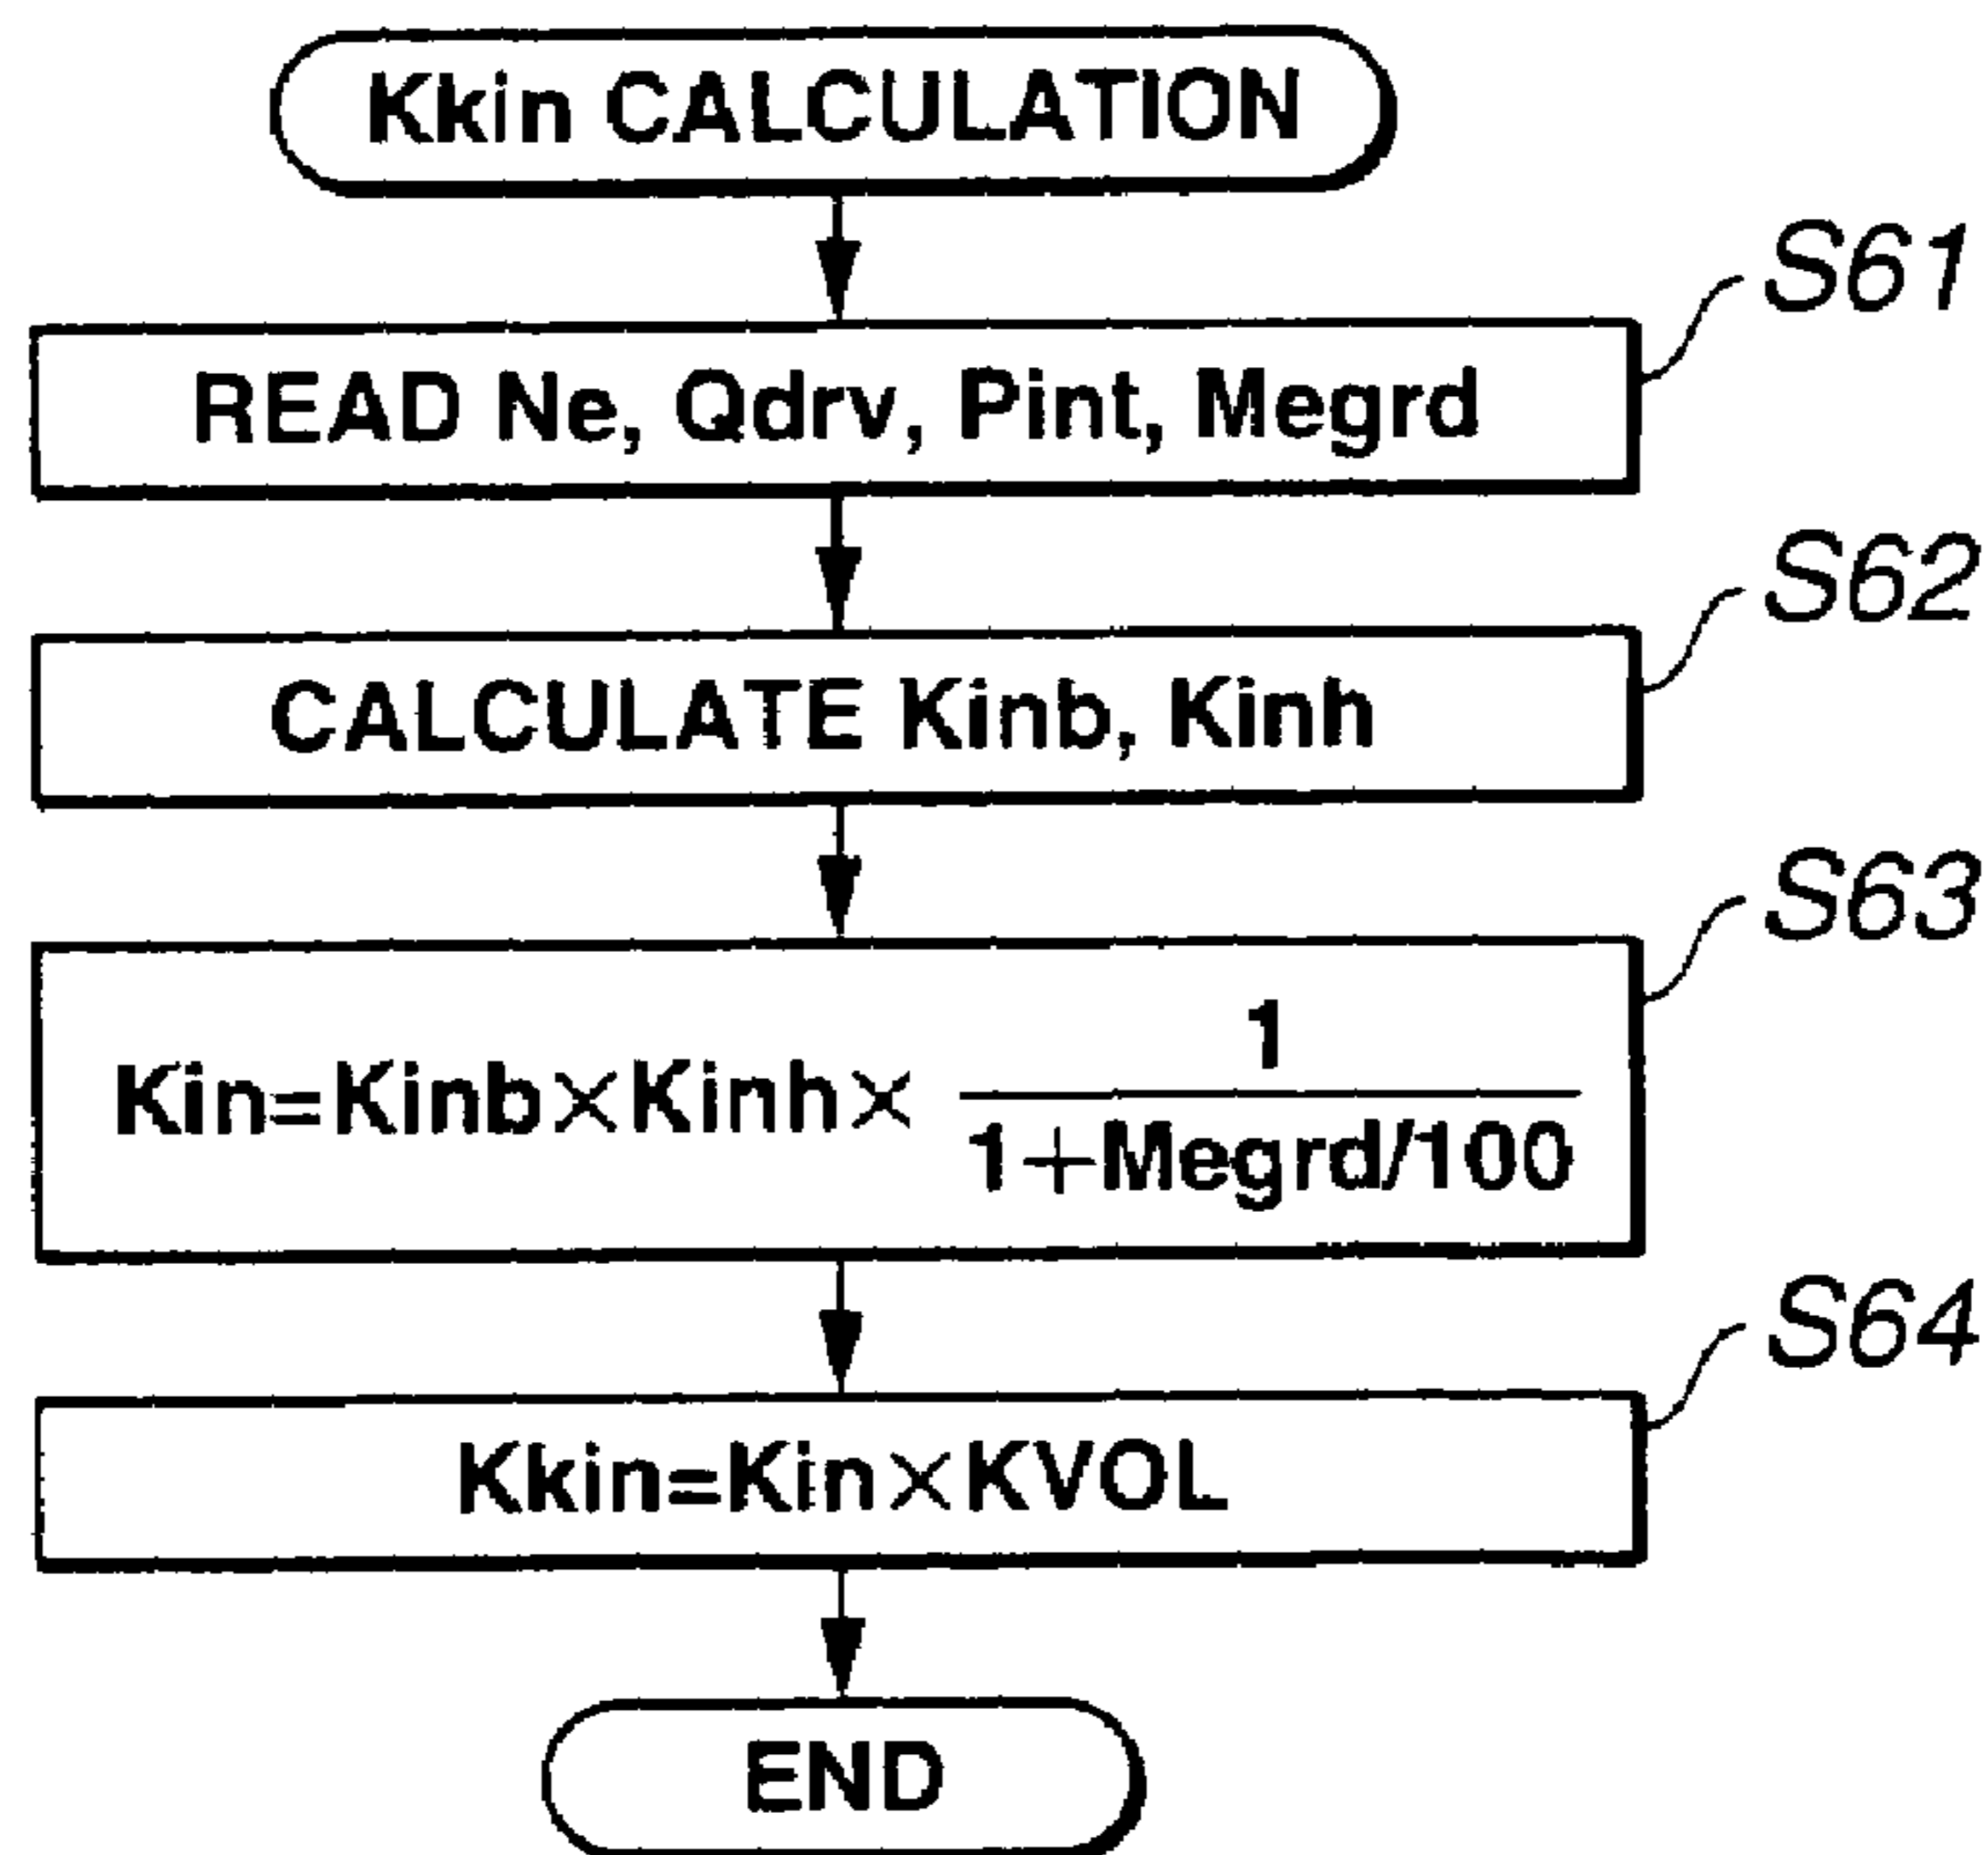 Kkin CALCULATION
S61
READ Ne, Qdrv, Pint, Megrd
S62
CALCULATE Kinb, Kinh
S63
Kin=Kinb×Kinh× 1
1+Megrd/100
S64
Kkin=Kin×KVOL
END